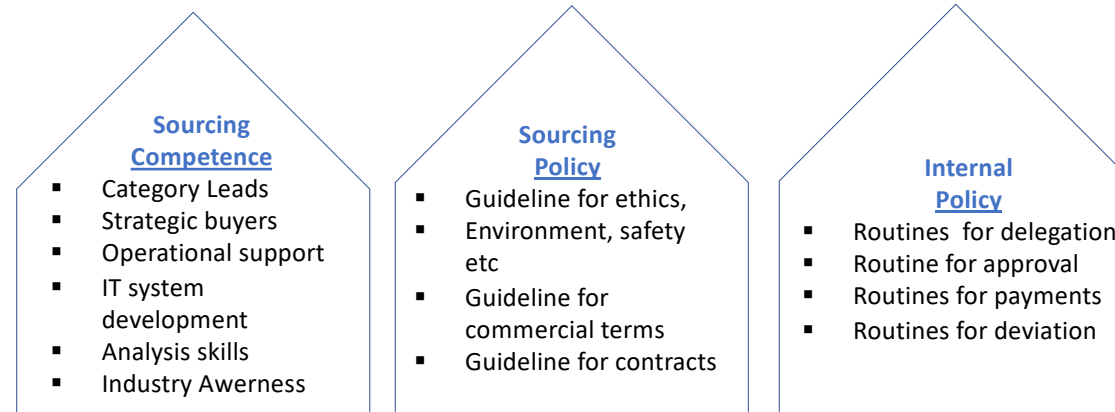 Sourcing
Competence
▪ Category Leads
▪ Strategic buyers
▪ Operational support
▪ IT system
development
▪ Analysis skills
▪ Industry Awerness
Sourcing
Policy
▪ Guideline for ethics,
▪ Environment, safety
etc
▪ Guideline for
commercial terms
▪ Guideline for contracts
Internal
Policy
▪ Routines  for delegation
▪ Routine for approval
▪ Routines for payments
▪ Routines for deviation